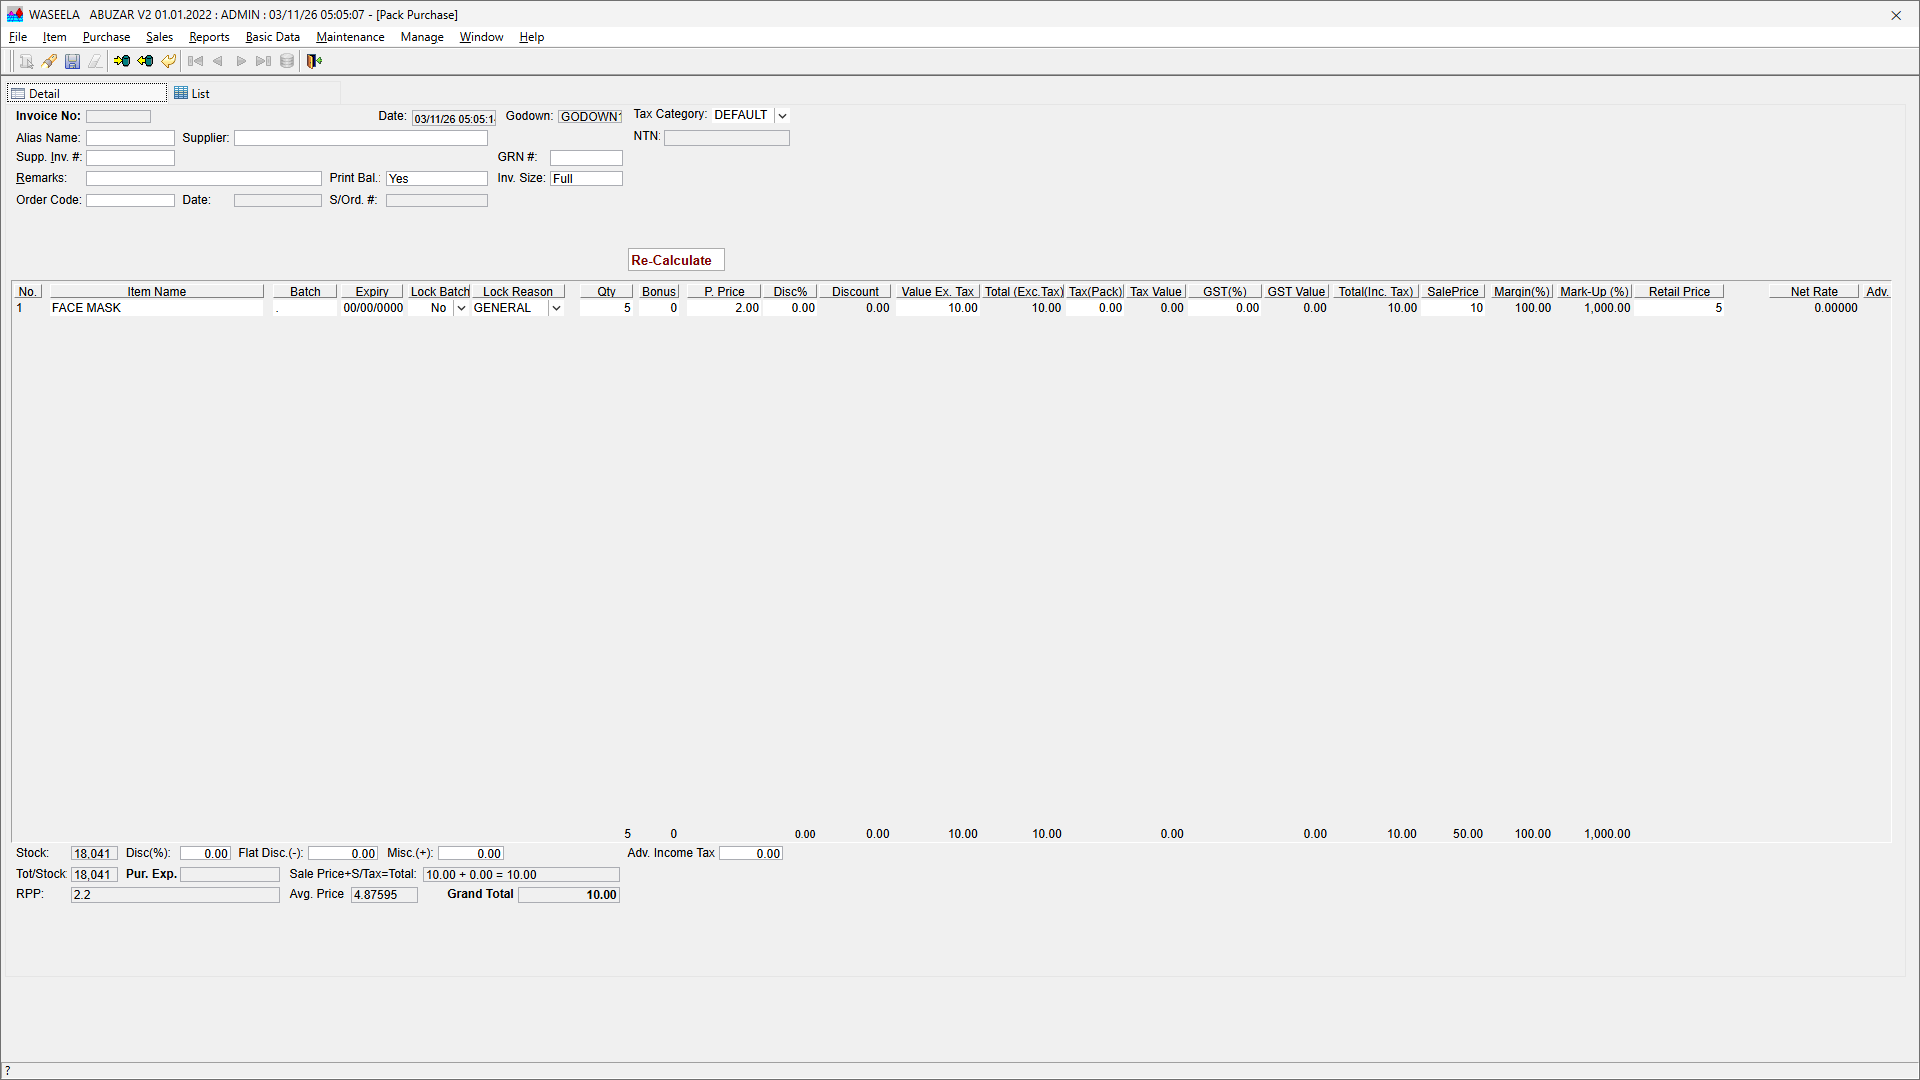 WASEELA ABUZAR V2 01.01.2022 : ADMIN : 03/11/26 05:05:07 - [Pack Purchase]
File Item Purchase Sales Reports Basic Data Maintenance Manage Window Help
Detail List
Invoice No: Date: 03/11/26 05:05:1 Godown: GODOWN1 Tax Category: DEFAULT
Alias Name: Supplier: NTN:
Supp. Inv. #: GRN #:
Remarks: Print Bal.: Yes Inv. Size: Full
Order Code: Date: S/Ord. #:
Re-Calculate
No. Item Name Batch Expiry Lock Batch Lock Reason Qty Bonus P. Price Disc% Discount Value Ex. Tax Total (Exc.Tax) Tax(Pack) Tax Value GST(%) GST Value Total(Inc. Tax) SalePrice Margin(%) Mark-Up (%) Retail Price Net Rate Adv.
1 FACE MASK . 00/00/0000 No GENERAL 5 0 2.00 0.00 0.00 10.00 10.00 0.00 0.00 0.00 0.00 10.00 10 100.00 1,000.00 5 0.00000
5 0 0.00 0.00 10.00 10.00 0.00 0.00 10.00 50.00 100.00 1,000.00
Stock: 18,041 Disc(%): 0.00 Flat Disc.(-): 0.00 Misc.(+): 0.00 Adv. Income Tax 0.00
Tot/Stock: 18,041 Pur. Exp. Sale Price+S/Tax=Total: 10.00 + 0.00 = 10.00
RPP: 2.2 Avg. Price 4.87595 Grand Total 10.00
?